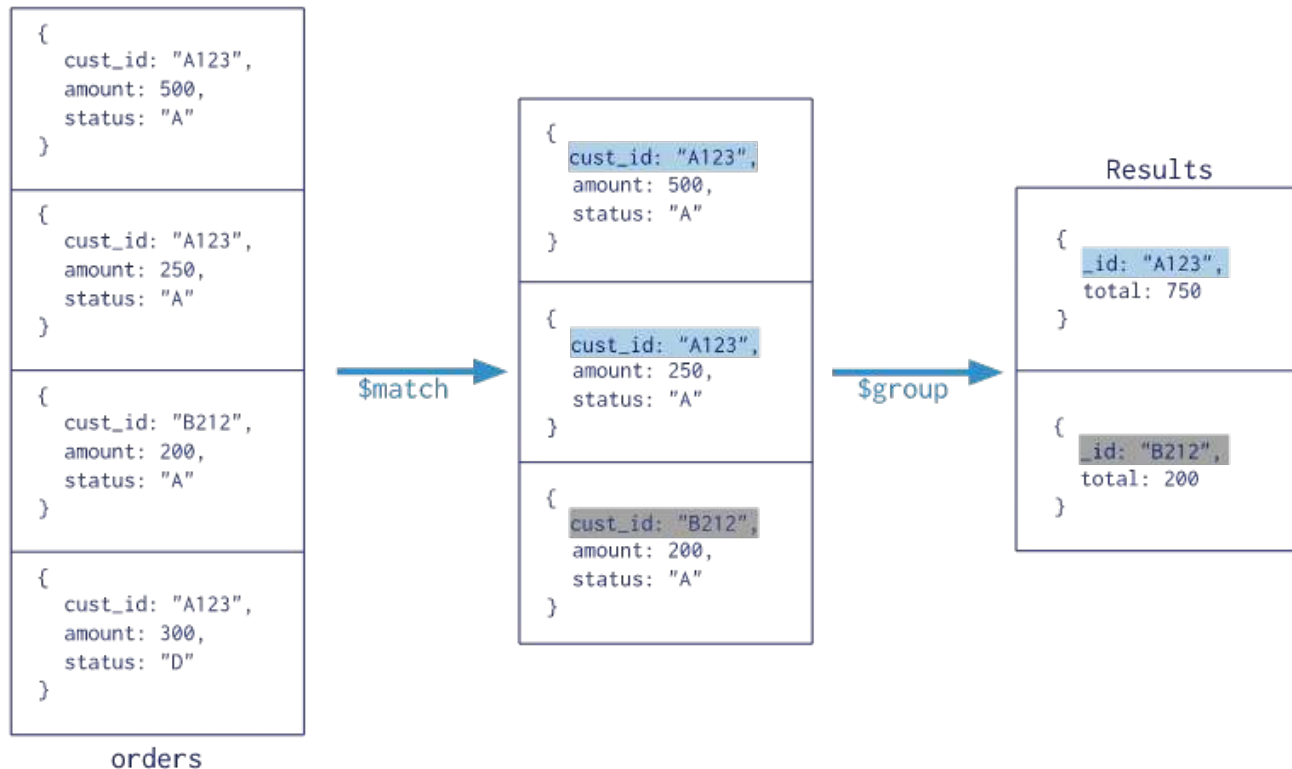 {
cust_id: "A123",
amount: 500,
status: "A"
}
{
cust_id: "A123",
amount: 250,
status: "A"
}
{
cust_id: "B212",
amount: 200,
status: "A"
}
{
cust_id: "A123",
amount: 300,
status: "D"
}
orders
$match
{
cust_id: "A123",
amount: 500,
status: "A"
}
{
cust_id: "A123",
amount: 250,
status: "A"
}
{
cust_id: "B212",
amount: 200,
status: "A"
}
$group
Results
{
_id: "A123",
total: 750
}
{
_id: "B212",
total: 200
}